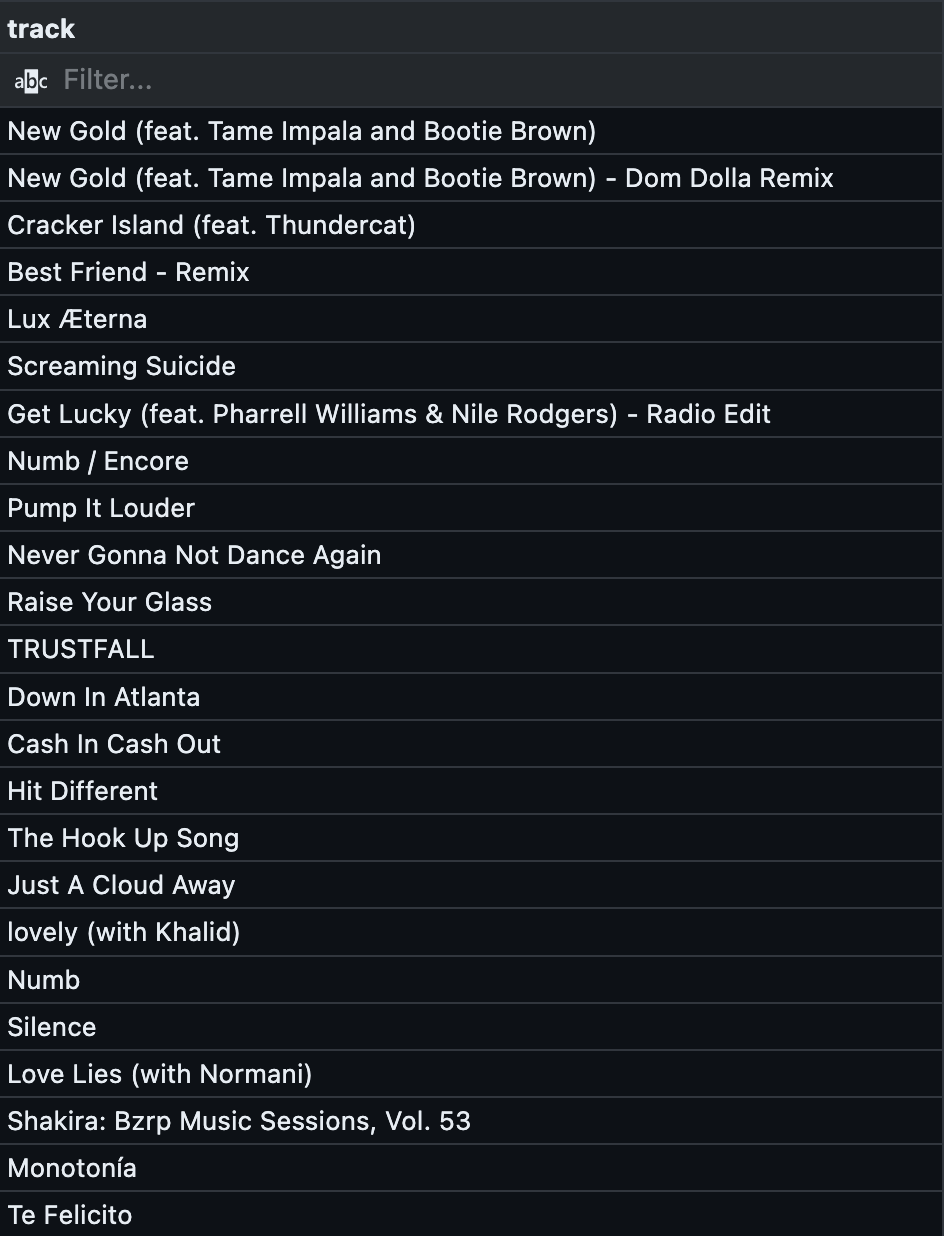 track
abc Filter...
New Gold (feat. Tame Impala and Bootie Brown)
New Gold (feat. Tame Impala and Bootie Brown) - Dom Dolla Remix
Cracker Island (feat. Thundercat)
Best Friend - Remix
Lux Æterna
Screaming Suicide
Get Lucky (feat. Pharrell Williams & Nile Rodgers) - Radio Edit
Numb / Encore
Pump It Louder
Never Gonna Not Dance Again
Raise Your Glass
TRUSTFALL
Down In Atlanta
Cash In Cash Out
Hit Different
The Hook Up Song
Just A Cloud Away
lovely (with Khalid)
Numb
Silence
Love Lies (with Normani)
Shakira: Bzrp Music Sessions, Vol. 53
Monotonía
Te Felicito